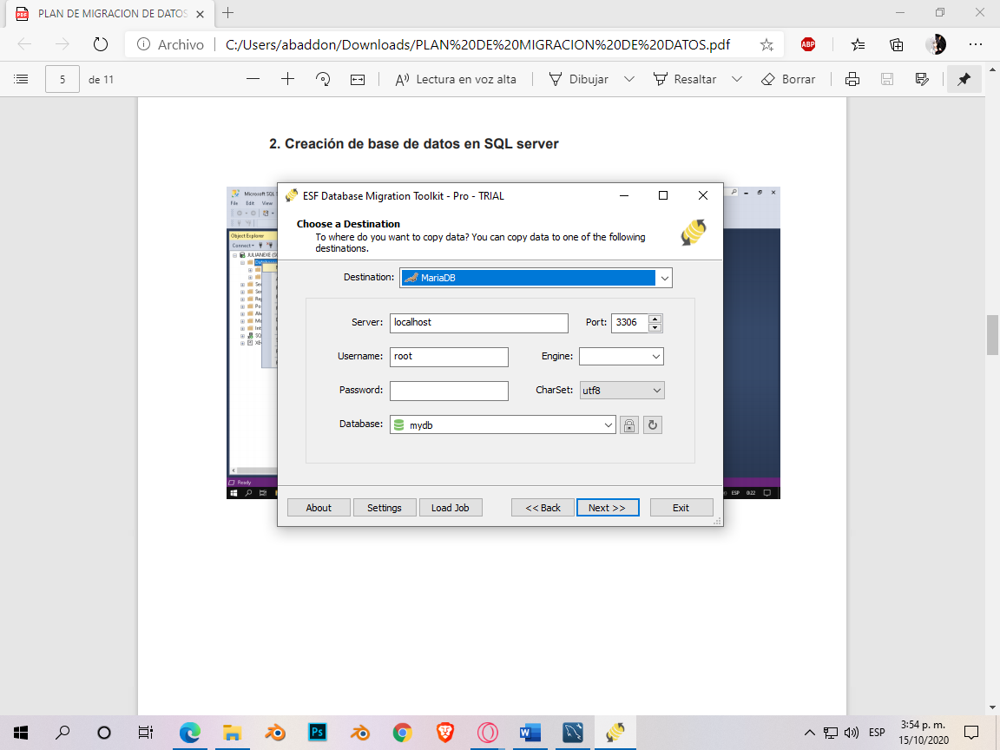 PLAN DE MIGRACION DE DATOS
Archivo
C:/Users/abaddon/Downloads/PLAN%20DE%20MIGRACION%20DE%20DATOS.pdf
ABP
5 de 11
Lectura en voz alta
Dibujar
Resaltar
Borrar
2. Creación de base de datos en SQL server
Microsoft SQL
File Edit View
Object Explorer
Connect
Ready
ESP 0:22
ESF Database Migration Toolkit - Pro - TRIAL
Choose a Destination
To where do you want to copy data? You can copy data to one of the following
destinations.
Destination: MariaDB
Server: localhost Port: 3306
Username: root Engine:
Password: CharSet: utf8
Database: mydb
About Settings Load Job << Back Next >> Exit
Ps
ESP
3:54 p. m.
15/10/2020